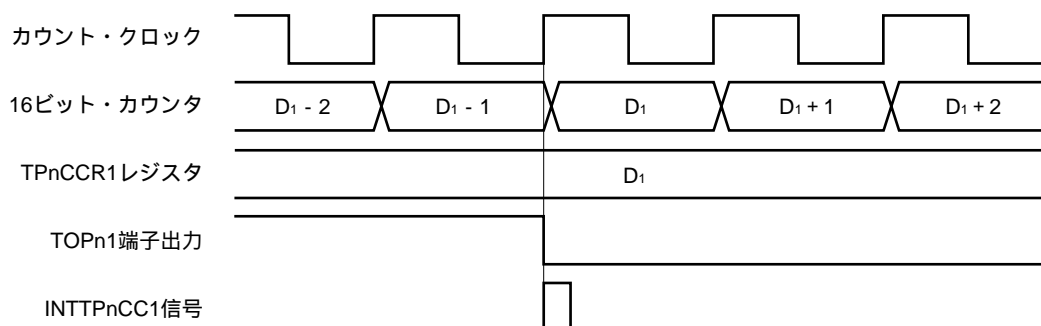 カウント・クロック
16ビット・カウンタ D1 - 2 D1 - 1 D1 D1 + 1 D1 + 2
TPnCCR1レジスタ D1
TOPn1端子出力
INTTPnCC1信号